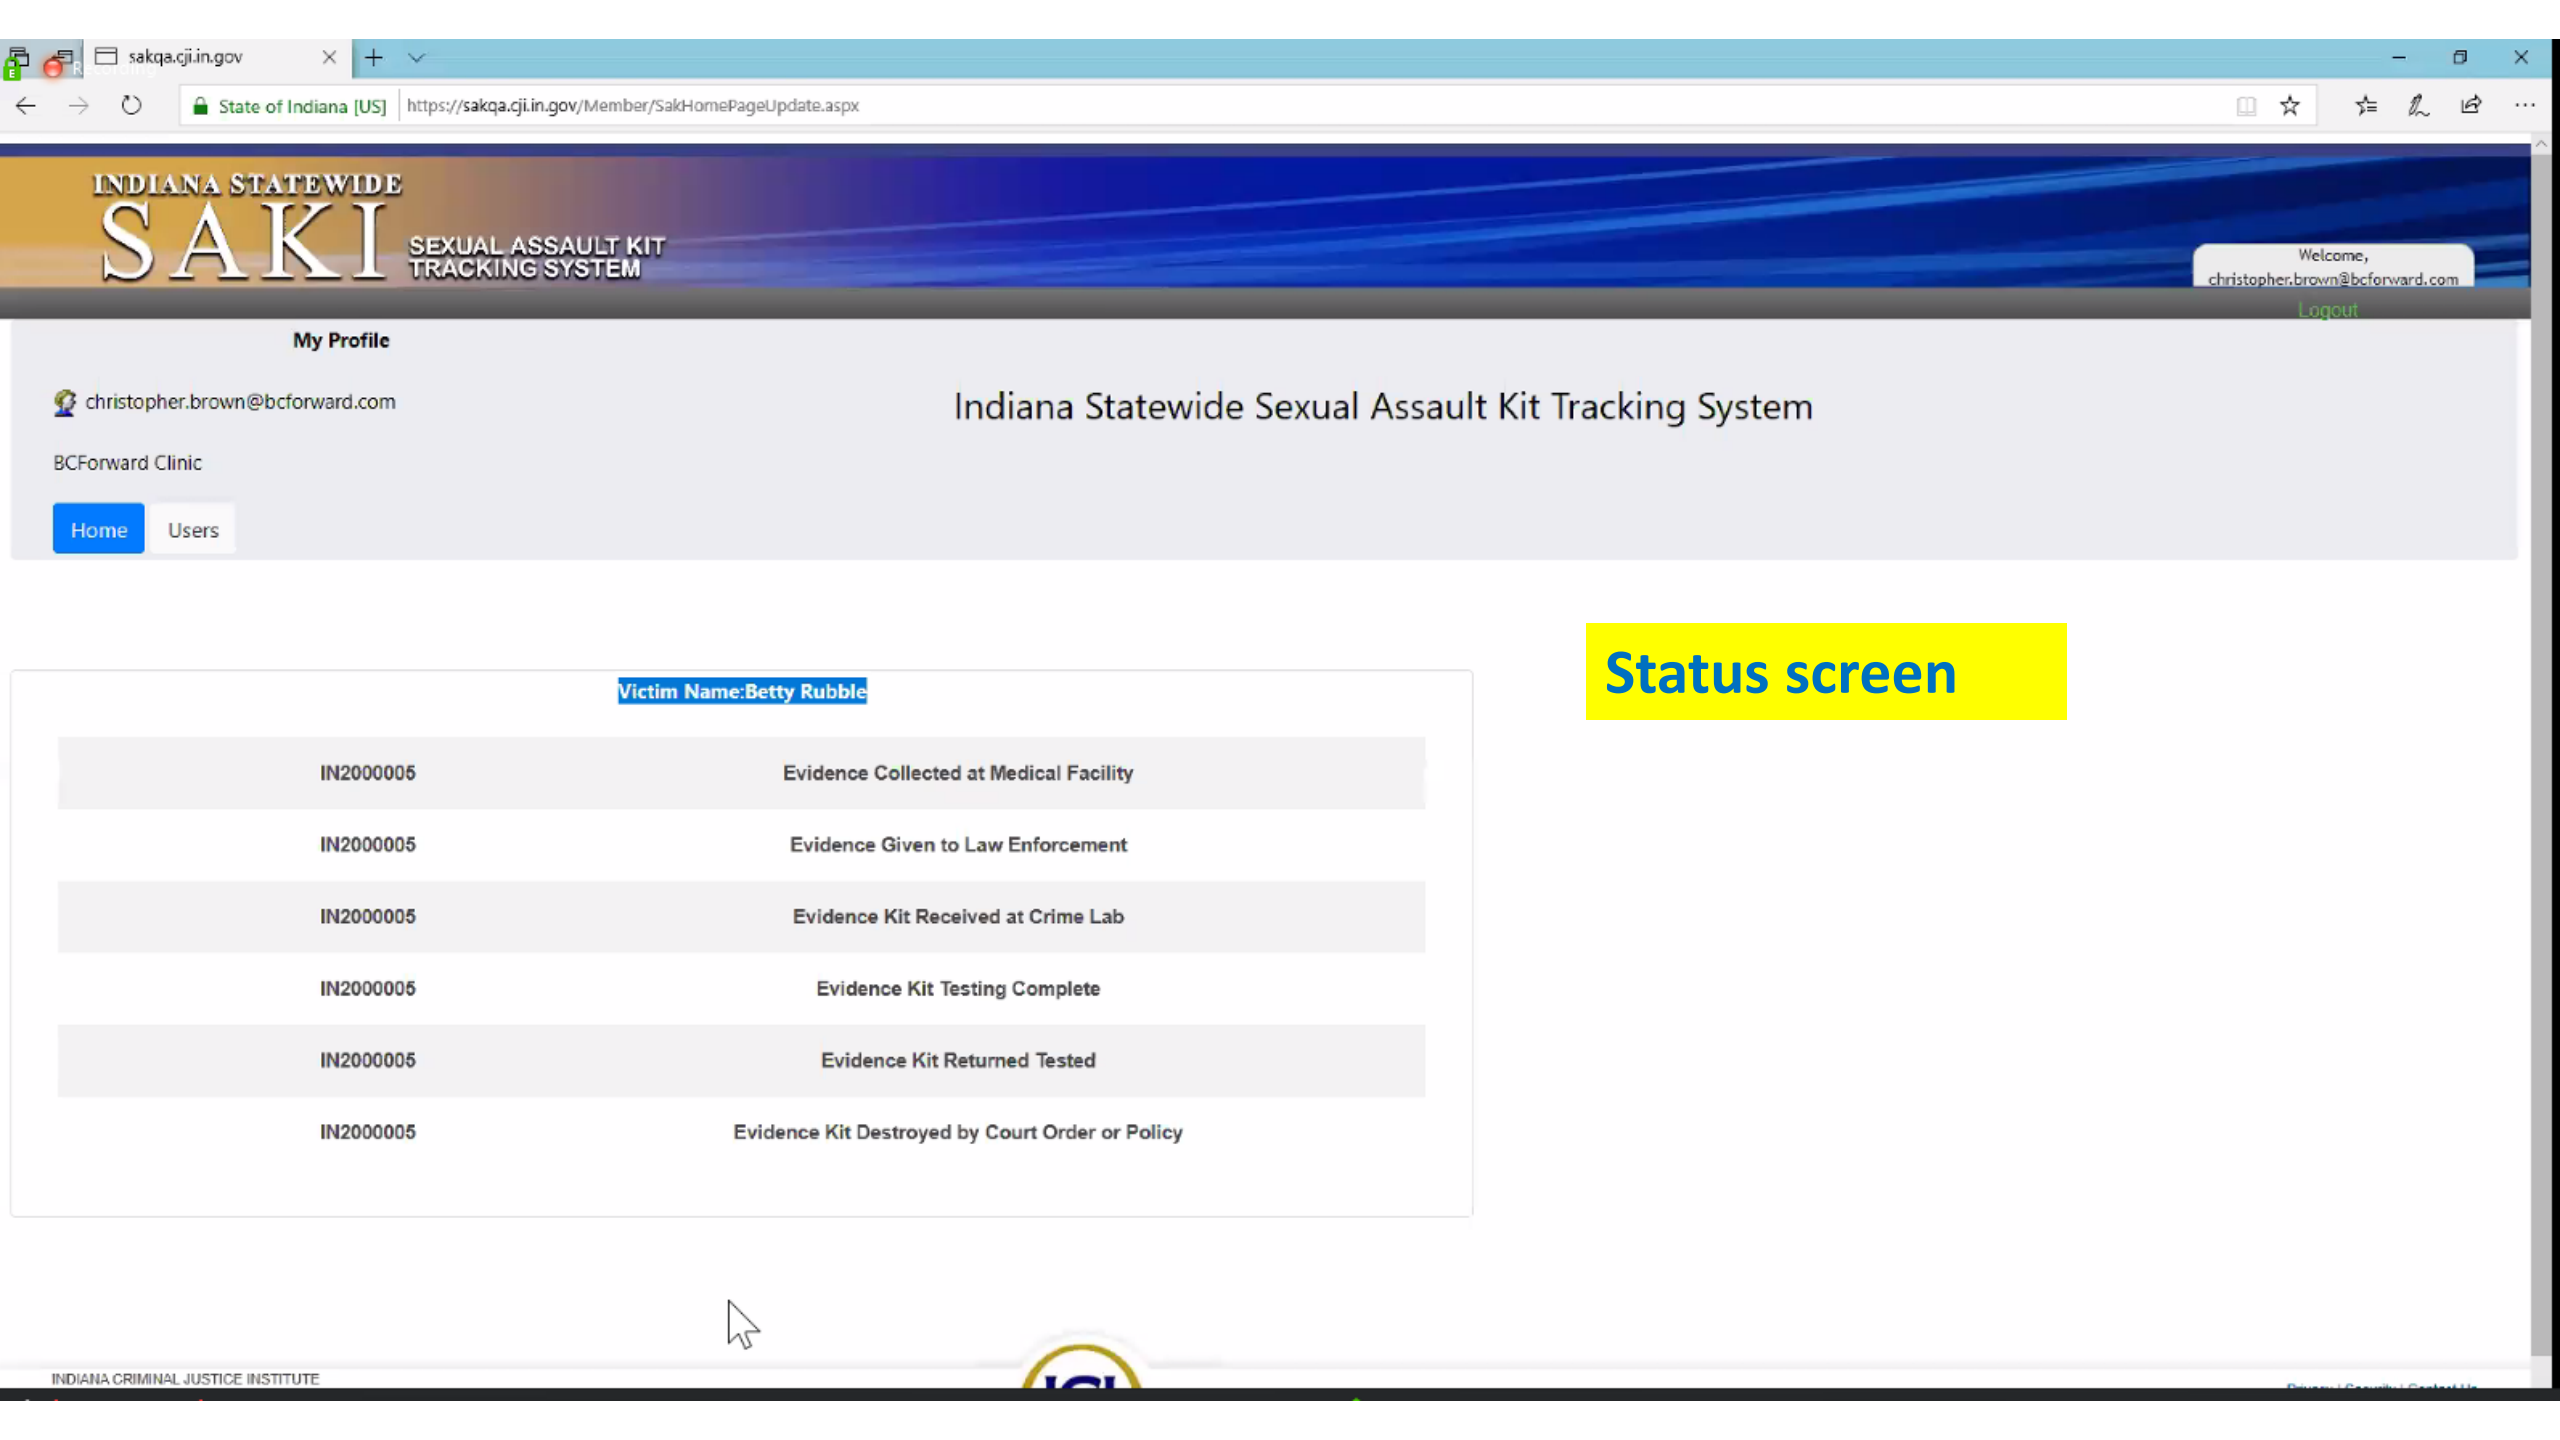 sakqa.cji.in.gov
Recording
State of Indiana [US] https://sakqa.cji.in.gov/Member/SakHomePageUpdate.aspx
INDIANA STATEWIDE
SAKI SEXUAL ASSAULT KIT
TRACKING SYSTEM
Welcome,
christopher.brown@bcforward.com
Logout
My Profile
christopher.brown@bcforward.com
Indiana Statewide Sexual Assault Kit Tracking System
BCForward Clinic
Home Users
Status screen
Victim Name:Betty Rubble
IN2000005 Evidence Collected at Medical Facility
IN2000005 Evidence Given to Law Enforcement
IN2000005 Evidence Kit Received at Crime Lab
IN2000005 Evidence Kit Testing Complete
IN2000005 Evidence Kit Returned Tested
IN2000005 Evidence Kit Destroyed by Court Order or Policy
INDIANA CRIMINAL JUSTICE INSTITUTE
Privacy | Security | Contact Us